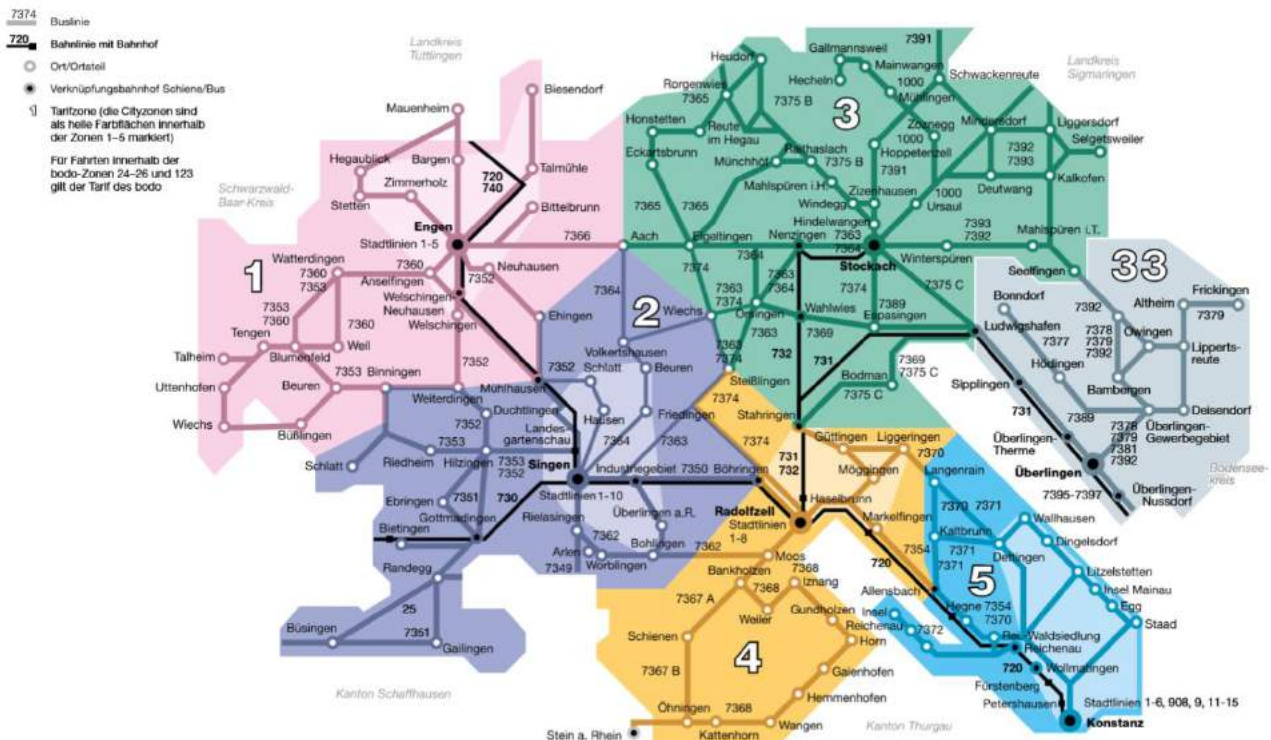 7374 Buslinie
720 Bahnlinie mit Bahnhof
Ort/Ortsteil
Verknüpfungsbahnhof Schiene/Bus
1 Tarifzone (die Cityzonen sind
als helle Farbflächen innerhalb
der Zonen 1–5 markiert)
Für Fahrten innerhalb der
bodo-Zonen 24–26 und 123
gilt der Tarif des bodo
Landkreis
Tuttlingen
Landkreis
Sigmaringen
Schwarzwald-
Baar-Kreis
Bodensee-
kreis
Kanton Schaffhausen
Kanton Thurgau
1
Mauenheim
Biesendorf
Hegaublick
Bargen
Talmühle
Zimmerholz
720
740
Stetten
Bittelbrunn
Engen
Stadtlinien 1-5
7366
Watterdingen
7360
7353
Anselfingen
7360
7352
Neuhausen
Welschingen-
Neuhausen
Welschingen
7353
7360
7360
Tengen
Talheim
Blumenfeld
Weil
7352
Uttenhofen
Beuren
7353
Binningen
Wiechs
Büßlingen
2
Ehingen
7364
Wiechs
Volkertshausen
7352
Schlatt
Beuren
Mühlhausen
Weiterdingen
Duchtlingen
Hausen
Friedingen
7352
Landes-
gartenschau
7364
7363
7353
Schlatt
Riedheim
Hilzingen
7353
7352
Singen
Industriegebiet
7350
Böhringen
Stadtlinien 1-10
Ebringen
7351
730
Gottmadingen
Rielasingen
Überlingen a.R.
Bietingen
7362
Arlen
Bohlingen
7362
7349
Worblingen
Randegg
25
Büsingen
7351
Gailingen
3
Heudorf
Gallmannsweil
7391
Mainwangen
Hecheln
1000
Schwackenreute
Rorgenwies
7365
7375 B
Mühlingen
Honstetten
Reute
im Hegau
Zoznegg
Mindersdorf
Liggersdorf
Selgetsweiler
Raithaslach
1000
Hoppetenzell
7392
7393
Eckartsbrunn
Münchhöf
7375 B
7391
Mahlspüren i.H.
Zizenhausen
Deutwang
Kalkofen
Windegg
1000
Ursaul
7365
7365
Hindelwangen
7393
7392
Aach
Eigeltingen
Nenzingen
7363
7364
Mahlspüren i.T.
7364
Stockach
Winterspüren
7374
7363
7364
7374
7375 C
7363
7374
Orsingen
Wahlwies
7389
Espasingen
7363
7369
7363
7374
732
731
Ludwigshafen
7369
7375 C
Steißlingen
Bodman
7375 C
7374
Stahringen
33
Seelfingen
Bonndorf
Frickingen
Altheim
7379
7392
7377
7378
7379
7392
Owingen
Hödingen
Lipperts-
reute
Sipplingen
Bambergen
731
7389
Deisendorf
7378
7379
7381
7392
Überlingen-
Gewerbegebiet
Überlingen-
Therme
Überlingen
7395-7397
Überlingen-
Nussdorf
4
7374
731
732
Güttingen
Liggeringen
7370
Möggingen
Haselbrunn
Radolfzell
Stadtlinien
1-8
Markelfingen
7354
720
Moos
Bankholzen
7368
7368
Iznang
7367 A
Weiler
Gundholzen
Schienen
Horn
7367 B
Gaienhofen
Hemmenhofen
Öhningen
7368
Wangen
Kattenhorn
Stein a. Rhein
5
Langenrain
7370
7371
Wallhausen
Kaltbrunn
7371
Dingelsdorf
Dettingen
7371
Litzelstetten
Allensbach
Insel Mainau
Hegne
7354
7370
Egg
Insel
Reichenau
Staad
7372
Rei.-Waldsiedlung
Reichenau
720
Wollmatingen
Fürstenberg
Petershausen
Stadtlinien 1-6, 908, 9, 11-15
Konstanz